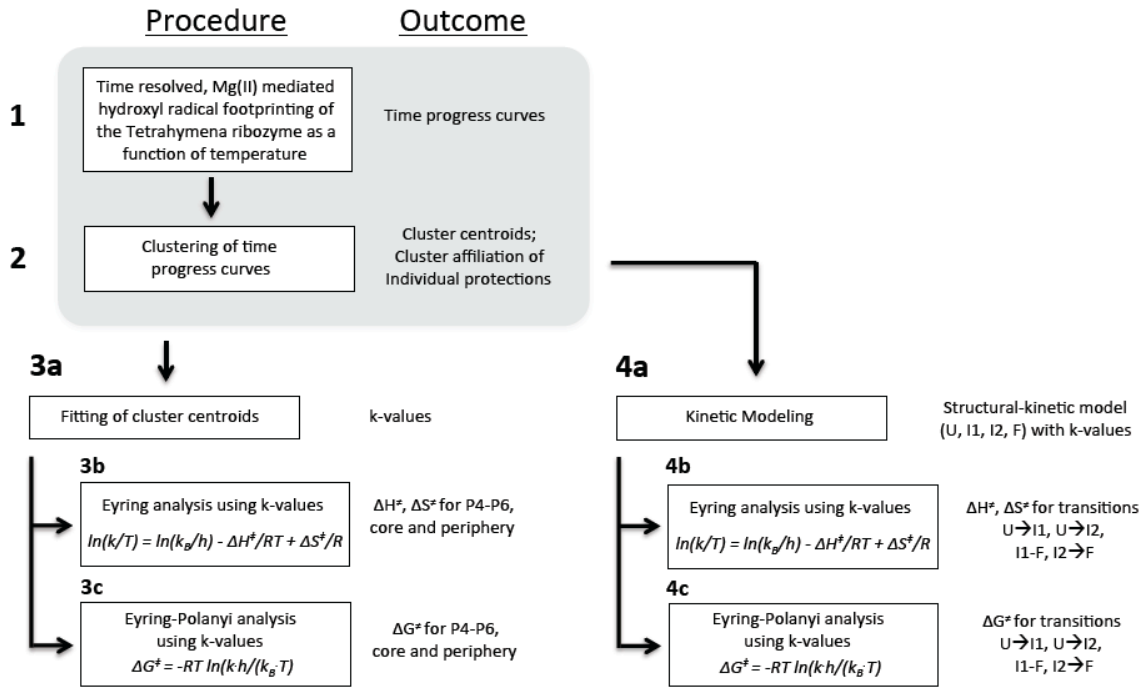 Procedure
Outcome
1
Time resolved, Mg(II) mediated
hydroxyl radical footprinting of
the Tetrahymena ribozyme as a
function of temperature
Time progress curves
2
Clustering of time
progress curves
Cluster centroids;
Cluster affiliation of
Individual protections
3a
Fitting of cluster centroids
k-values
3b
Eyring analysis using k-values
ln(k/T) = ln(k_B/h) - ΔH‡/RT + ΔS‡/R
ΔH≠, ΔS≠ for P4-P6,
core and periphery
3c
Eyring-Polanyi analysis
using k-values
ΔG‡ = -RT ln(k·h/(k_B·T)
ΔG≠ for P4-P6,
core and periphery
4a
Kinetic Modeling
Structural-kinetic model
(U, I1, I2, F) with k-values
4b
Eyring analysis using k-values
ln(k/T) = ln(k_B/h) - ΔH‡/RT + ΔS‡/R
ΔH≠, ΔS≠ for transitions
U→I1, U→I2,
I1-F, I2→F
4c
Eyring-Polanyi analysis
using k-values
ΔG‡ = -RT ln(k·h/(k_B·T)
ΔG≠ for transitions
U→I1, U→I2,
I1-F, I2→F